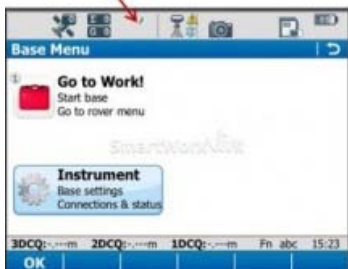 Base Menu
Go to Work!
Start base
Go to rover menu
SmartWorx Viva
Instrument
Base settings
Connections & status
3DCQ:-.---m 2DCQ:-.---m 1DCQ:-.---m Fn abc 15:23
OK